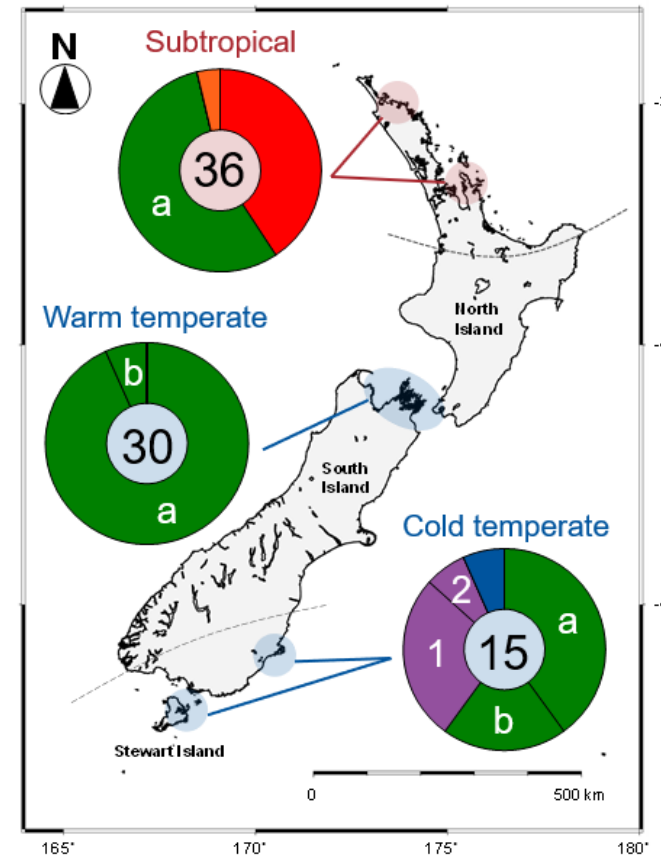 Subtropical
N
36
a
North
Island
Warm temperate
b
30
a
South
Island
Cold temperate
2
a
1
15
b
Stewart Island
0
500 km
165°
170°
175°
180°